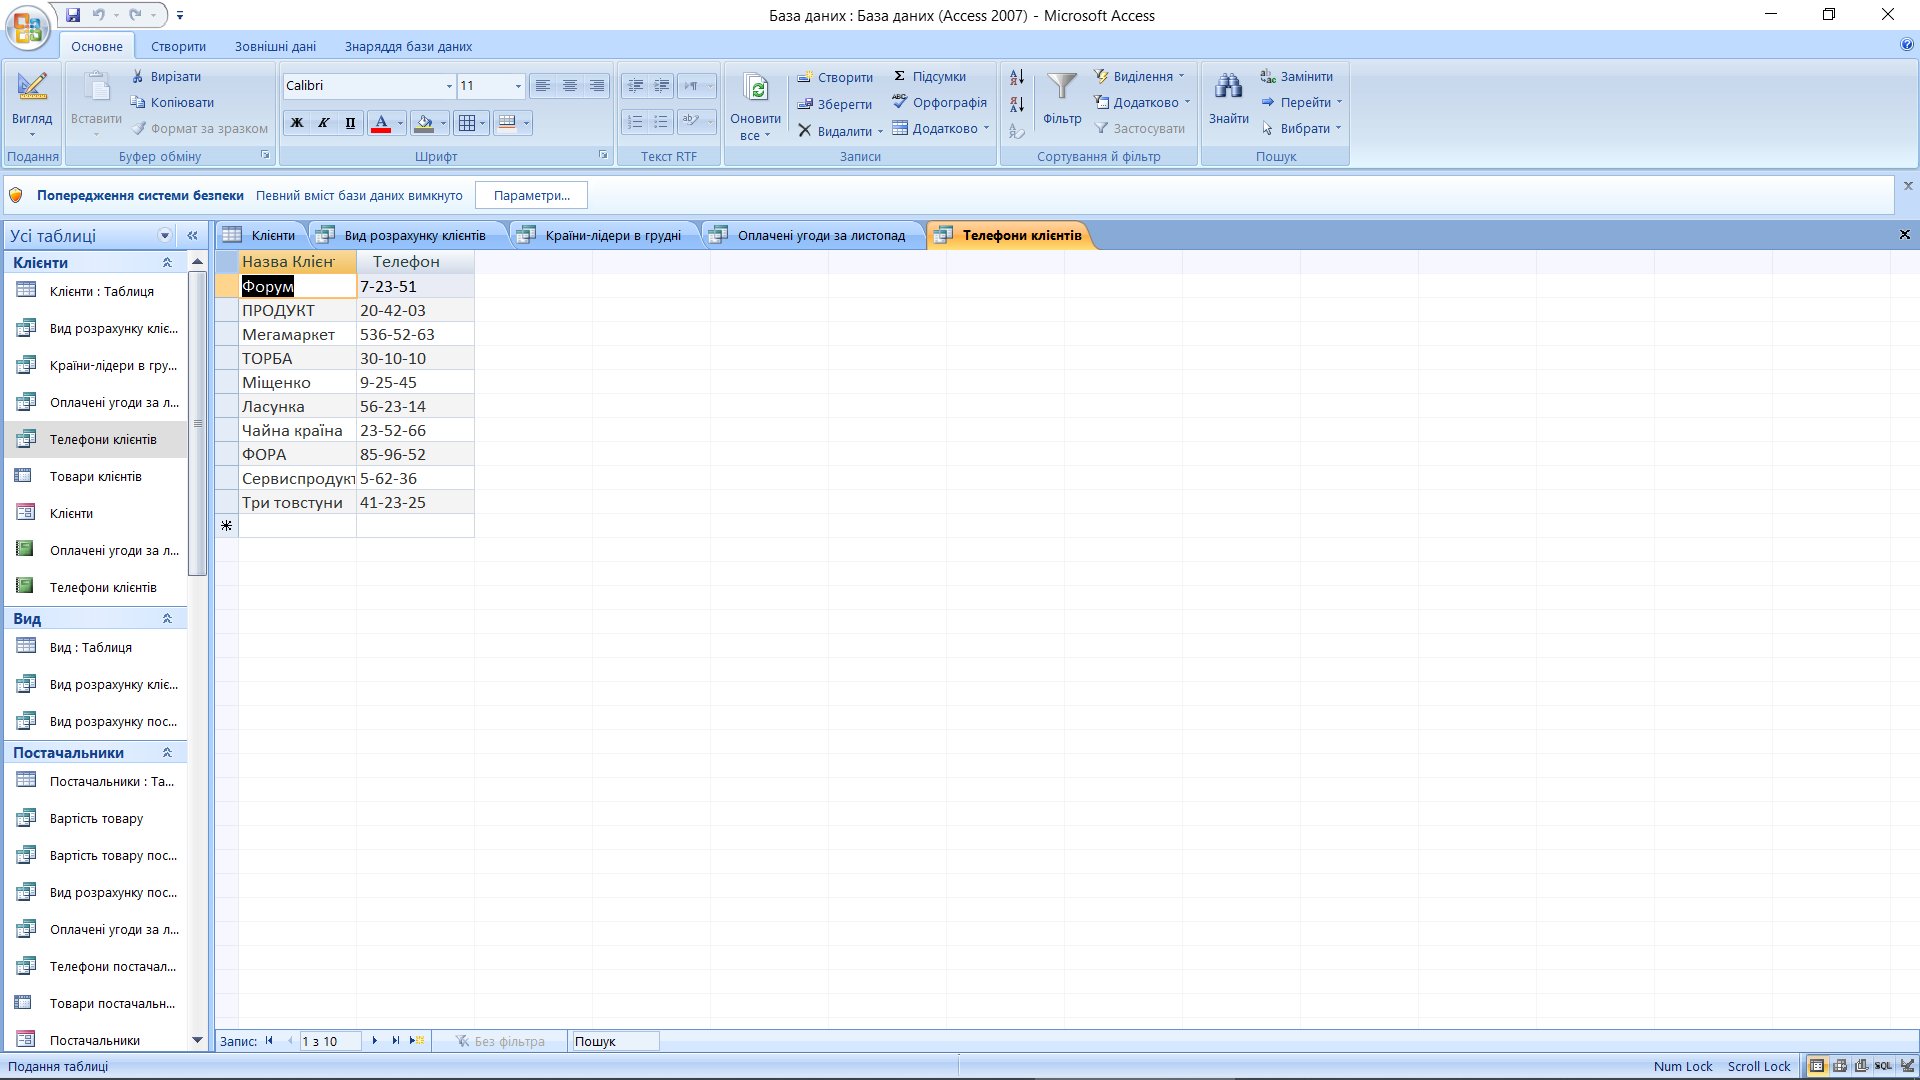 База даних : База даних (Access 2007) - Microsoft Access
Основне Створити Зовнішні дані Знаряддя бази даних
Вигляд
Подання
Вставити
Вирізати
Копіювати
Формат за зразком
Буфер обміну
Calibri 11
Ж К П
Шрифт
Текст RTF
Оновити все
Створити
Зберегти
Видалити
Підсумки
Орфографія
Додатково
Записи
Фільтр
Виділення
Додатково
Застосувати
Сортування й фільтр
Знайти
Замінити
Перейти
Вибрати
Пошук
Попередження системи безпеки Певний вміст бази даних вимкнуто Параметри...
Усі таблиці
Клієнти
Клієнти : Таблиця
Вид розрахунку кліє...
Країни-лідери в гру...
Оплачені угоди за л...
Телефони клієнтів
Товари клієнтів
Клієнти
Оплачені угоди за л...
Телефони клієнтів
Вид
Вид : Таблиця
Вид розрахунку кліє...
Вид розрахунку пос...
Постачальники
Постачальники : Та...
Вартість товару
Вартість товару пос...
Вид розрахунку пос...
Оплачені угоди за л...
Телефони постачал...
Товари постачальн...
Постачальники
Клієнти Вид розрахунку клієнтів Країни-лідери в грудні Оплачені угоди за листопад Телефони клієнтів
Назва Клієнт Телефон
Форум 7-23-51
ПРОДУКТ 20-42-03
Мегамаркет 536-52-63
ТОРБА 30-10-10
Міщенко 9-25-45
Ласунка 56-23-14
Чайна країна 23-52-66
ФОРА 85-96-52
Сервиспродукт 5-62-36
Три товстуни 41-23-25
Запис: 1 з 10 Без фільтра Пошук
Подання таблиці Num Lock Scroll Lock SQL